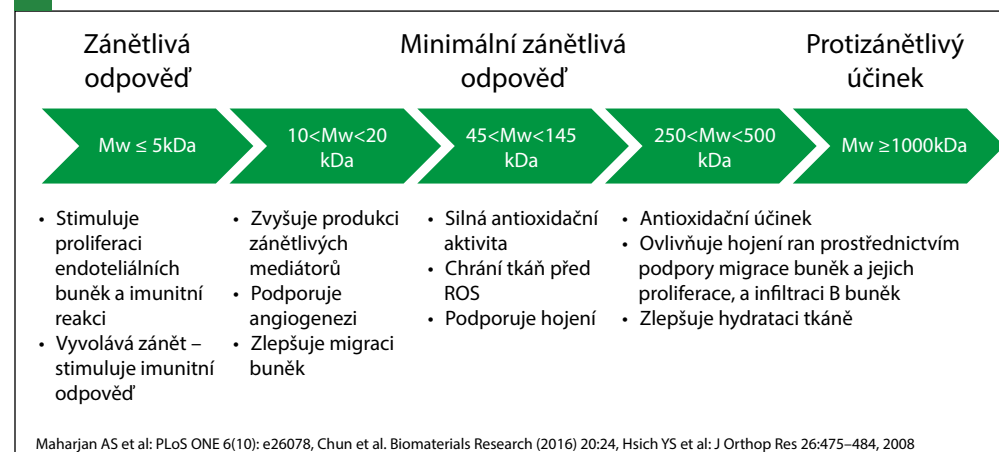 Zánětlivá
odpověď
Minimální zánětlivá
odpověď
Protizánětlivý
účinek
Mw ≤ 5kDa
10<Mw<20
kDa
45<Mw<145
kDa
250<Mw<500
kDa
Mw ≥1000kDa
• Stimuluje
proliferaci
endoteliálních
buněk a imunitní
reakci
• Vyvolává zánět –
stimuluje imunitní
odpověď
• Zvyšuje produkci
zánětlivých
mediátorů
• Podporuje
angiogenezi
• Zlepšuje migraci
buněk
• Silná antioxidační
aktivita
• Chrání tkáň před
ROS
• Podporuje hojení
• Antioxidační účinek
• Ovlivňuje hojení ran prostřednictvím
podpory migrace buněk a jejich
proliferace, a infiltraci B buněk
• Zlepšuje hydrataci tkáně
Maharjan AS et al: PLoS ONE 6(10): e26078, Chun et al. Biomaterials Research (2016) 20:24, Hsich YS et al: J Orthop Res 26:475–484, 2008